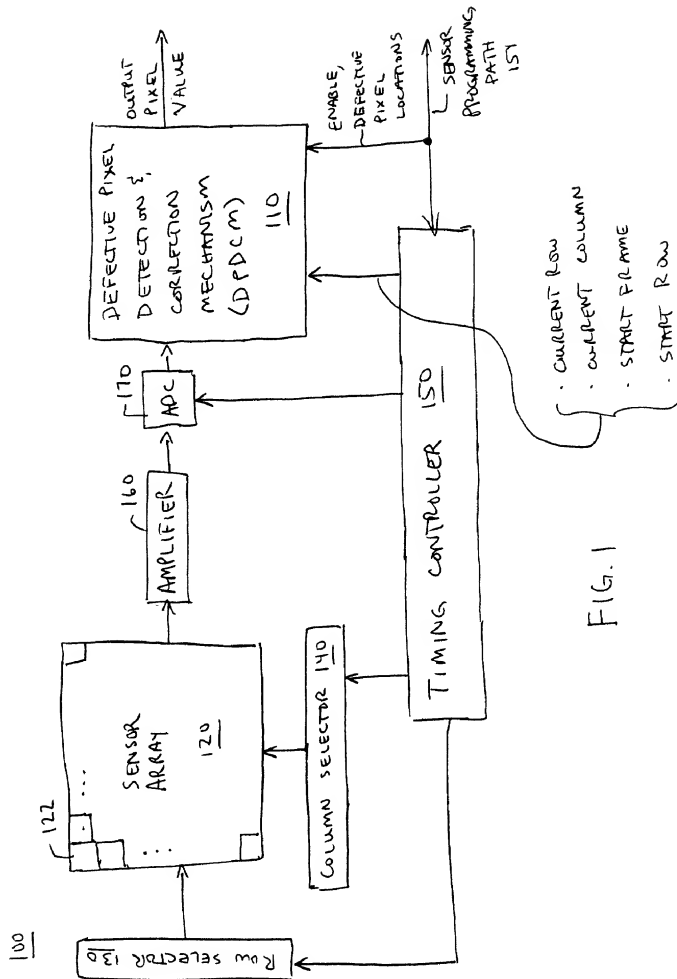 100
ROW SELECTOR 130
122
SENSOR
ARRAY
120
...
...
COLUMN SELECTOR 140
AMPLIFIER
160
ADC
170
DEFECTIVE PIXEL
DETECTION &
CORRECTION
MECHANISM
(DPDCM)
110
OUTPUT
PIXEL
VALUE
ENABLE,
DEFECTIVE
PIXEL
LOCATIONS
SENSOR
PROGRAMMING
PATH
151
TIMING CONTROLLER 150
· CURRENT ROW
· CURRENT COLUMN
· START FRAME
· START ROW
FIG. 1